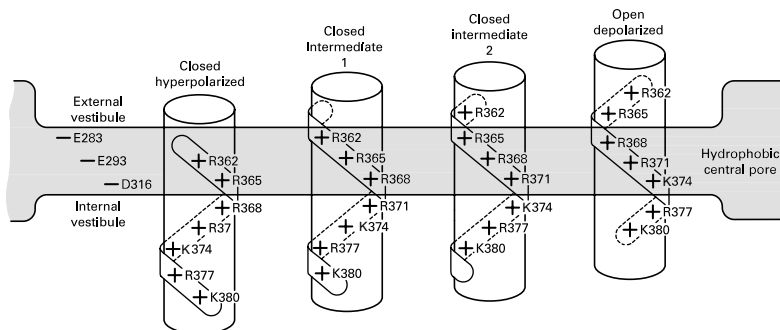 Closed
hyperpolarized
Closed
Intermediate
1
Closed
intermediate
2
Open
depolarized
External
vestibule
E283
E293
D316
Internal
vestibule
R362
R365
R368
R37
K374
R377
K380
R362
R365
R368
R371
K374
R377
K380
R362
R365
R368
R371
K374
R377
K380
R362
R365
R368
R371
K374
R377
K380
Hydrophobic
central pore